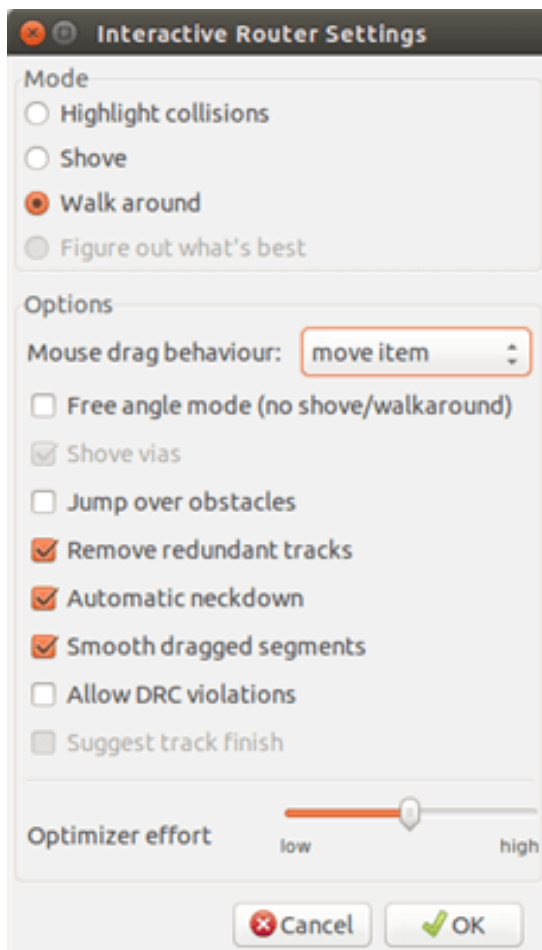 Interactive Router Settings
Mode
Highlight collisions
Shove
Walk around
Figure out what's best
Options
Mouse drag behaviour: move item
Free angle mode (no shove/walkaround)
Shove vias
Jump over obstacles
Remove redundant tracks
Automatic neckdown
Smooth dragged segments
Allow DRC violations
Suggest track finish
Optimizer effort
low high
Cancel OK